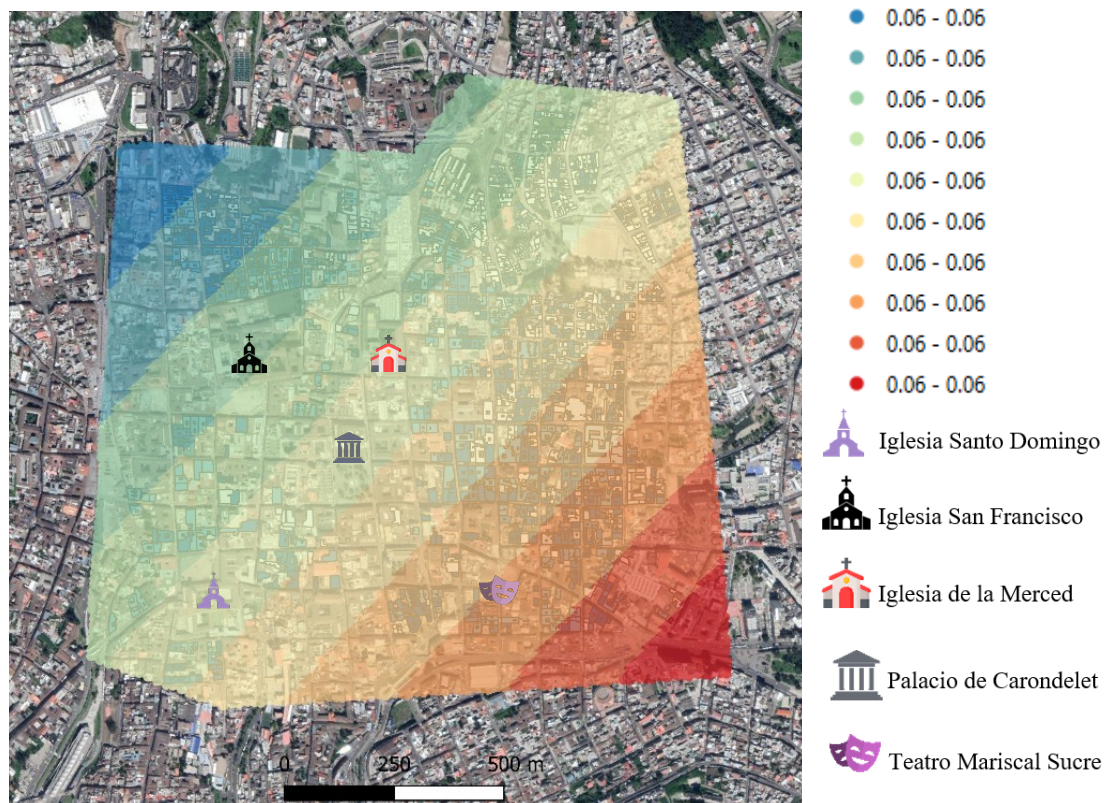 0.06 - 0.06
0.06 - 0.06
0.06 - 0.06
0.06 - 0.06
0.06 - 0.06
0.06 - 0.06
0.06 - 0.06
0.06 - 0.06
0.06 - 0.06
0.06 - 0.06
Iglesia Santo Domingo
Iglesia San Francisco
Iglesia de la Merced
Palacio de Carondelet
Teatro Mariscal Sucre
0 250 500 m